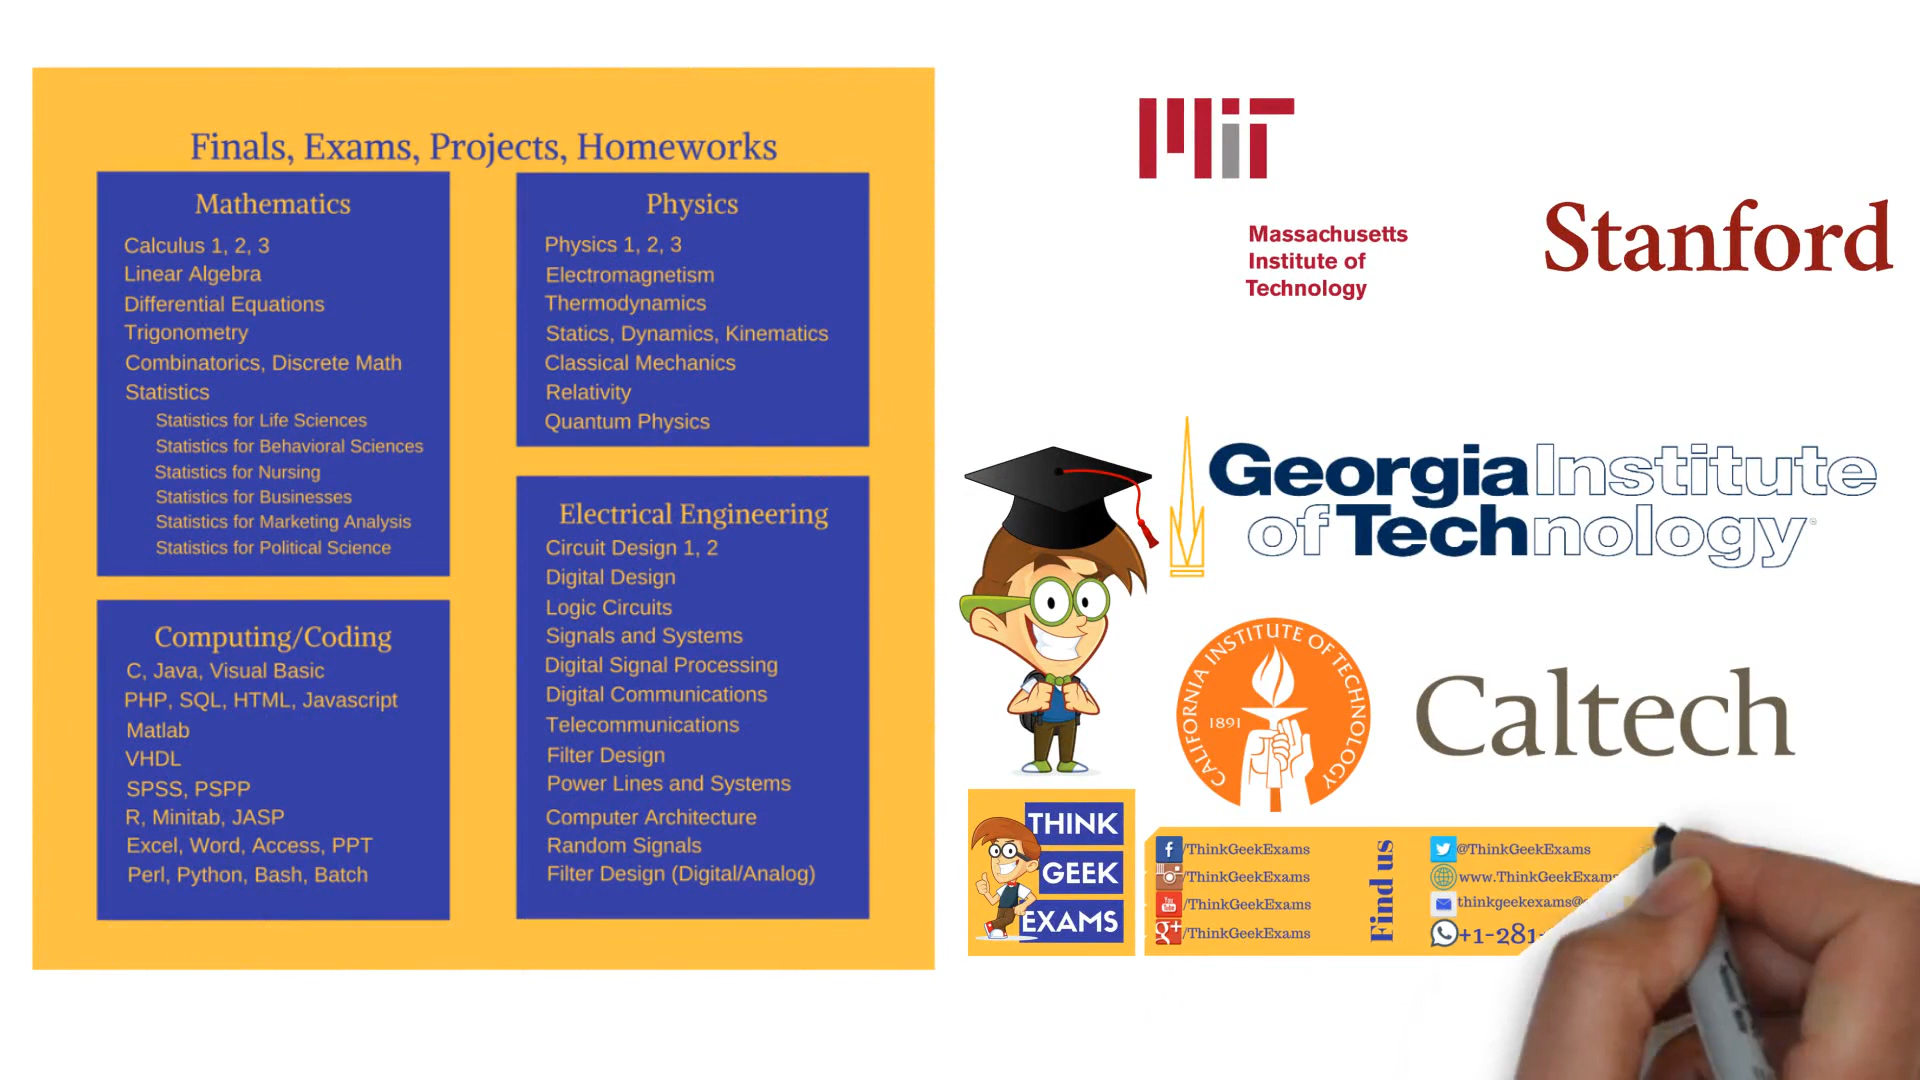 Finals, Exams, Projects, Homeworks
Mathematics
Calculus 1, 2, 3
Linear Algebra
Differential Equations
Trigonometry
Combinatorics, Discrete Math
Statistics
Statistics for Life Sciences
Statistics for Behavioral Sciences
Statistics for Nursing
Statistics for Businesses
Statistics for Marketing Analysis
Statistics for Political Science
Computing/Coding
C, Java, Visual Basic
PHP, SQL, HTML, Javascript
Matlab
VHDL
SPSS, PSPP
R, Minitab, JASP
Excel, Word, Access, PPT
Perl, Python, Bash, Batch
Physics
Physics 1, 2, 3
Electromagnetism
Thermodynamics
Statics, Dynamics, Kinematics
Classical Mechanics
Relativity
Quantum Physics
Electrical Engineering
Circuit Design 1, 2
Digital Design
Logic Circuits
Signals and Systems
Digital Signal Processing
Digital Communications
Telecommunications
Filter Design
Power Lines and Systems
Computer Architecture
Random Signals
Filter Design (Digital/Analog)
MIT
Massachusetts
Institute of
Technology
Stanford
Georgia Institute
of Technology
CALIFORNIA INSTITUTE OF TECHNOLOGY
1891
Caltech
THINK
GEEK
EXAMS
/ThinkGeekExams
/ThinkGeekExams
You Tube /ThinkGeekExams
g+ /ThinkGeekExams
Find us
@ThinkGeekExams
www.ThinkGeekExams
thinkgeekexams@
+1-281-